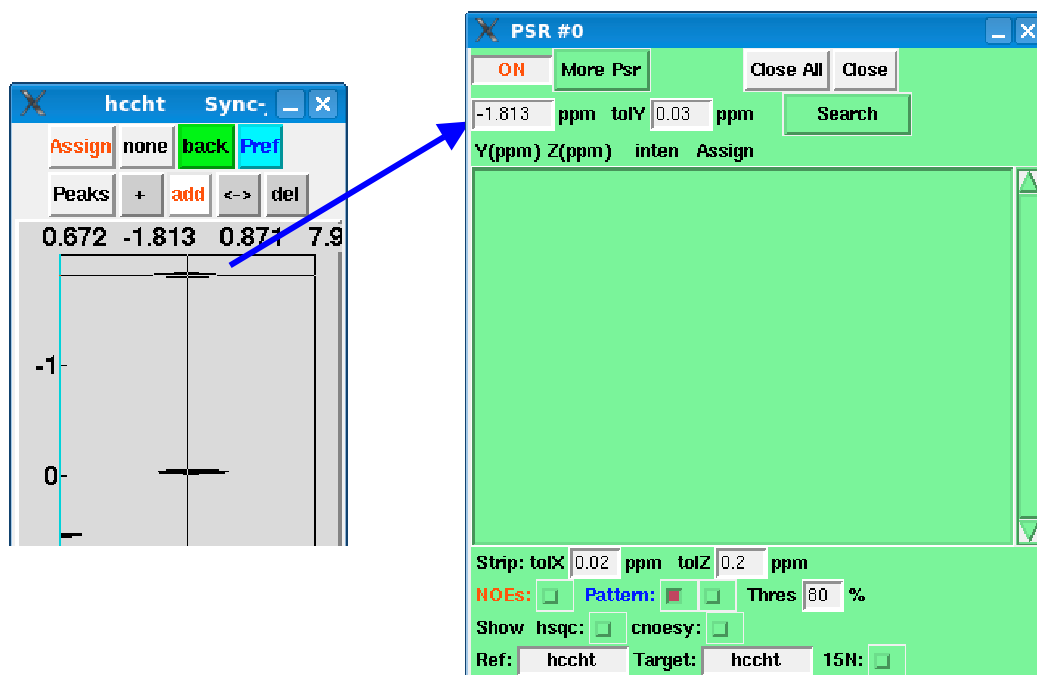 hccht Sync-
Assign none back Pref
Peaks + add <-> del
0.672 -1.813 0.871 7.9
-1
0
PSR #0
ON More Psr Close All Close
-1.813 ppm tolY 0.03 ppm Search
Y(ppm) Z(ppm) inten Assign
Strip: tolX 0.02 ppm tolZ 0.2 ppm
NOEs: Pattern: Thres 80 %
Show hsqc: cnoesy:
Ref: hccht Target: hccht 15N: